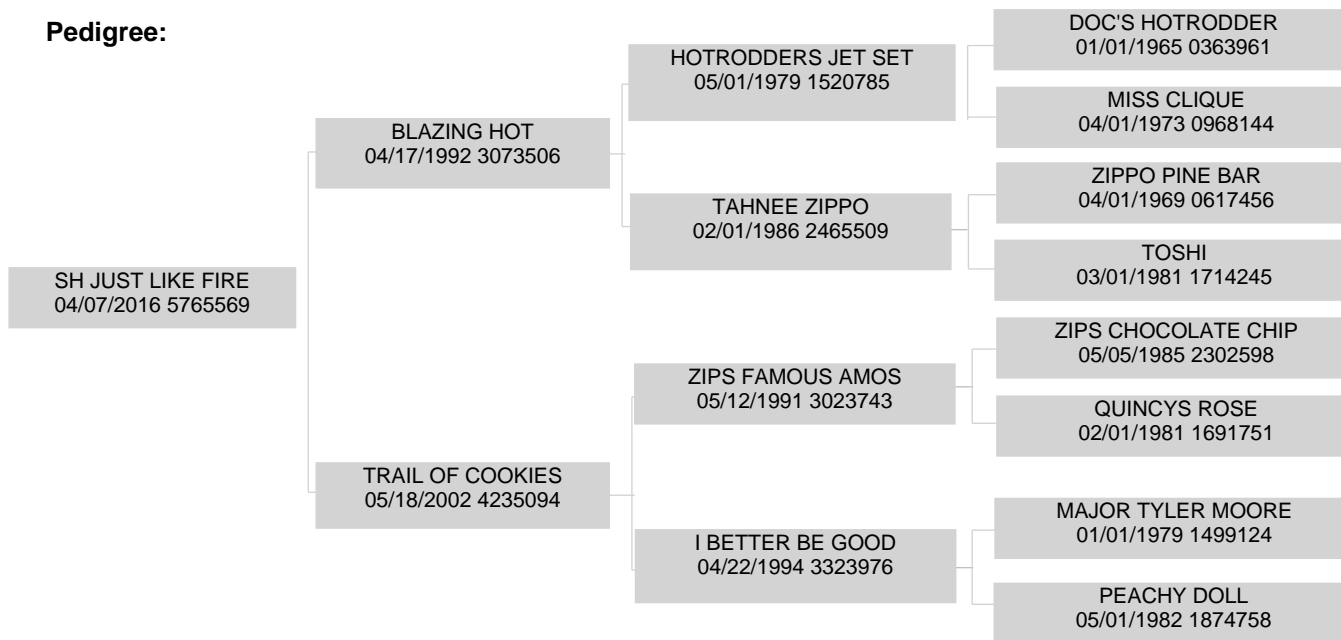 Pedigree:
SH JUST LIKE FIRE
04/07/2016 5765569
BLAZING HOT
04/17/1992 3073506
TRAIL OF COOKIES
05/18/2002 4235094
HOTRODDERS JET SET
05/01/1979 1520785
TAHNEE ZIPPO
02/01/1986 2465509
ZIPS FAMOUS AMOS
05/12/1991 3023743
I BETTER BE GOOD
04/22/1994 3323976
DOC'S HOTRODDER
01/01/1965 0363961
MISS CLIQUE
04/01/1973 0968144
ZIPPO PINE BAR
04/01/1969 0617456
TOSHI
03/01/1981 1714245
ZIPS CHOCOLATE CHIP
05/05/1985 2302598
QUINCYS ROSE
02/01/1981 1691751
MAJOR TYLER MOORE
01/01/1979 1499124
PEACHY DOLL
05/01/1982 1874758